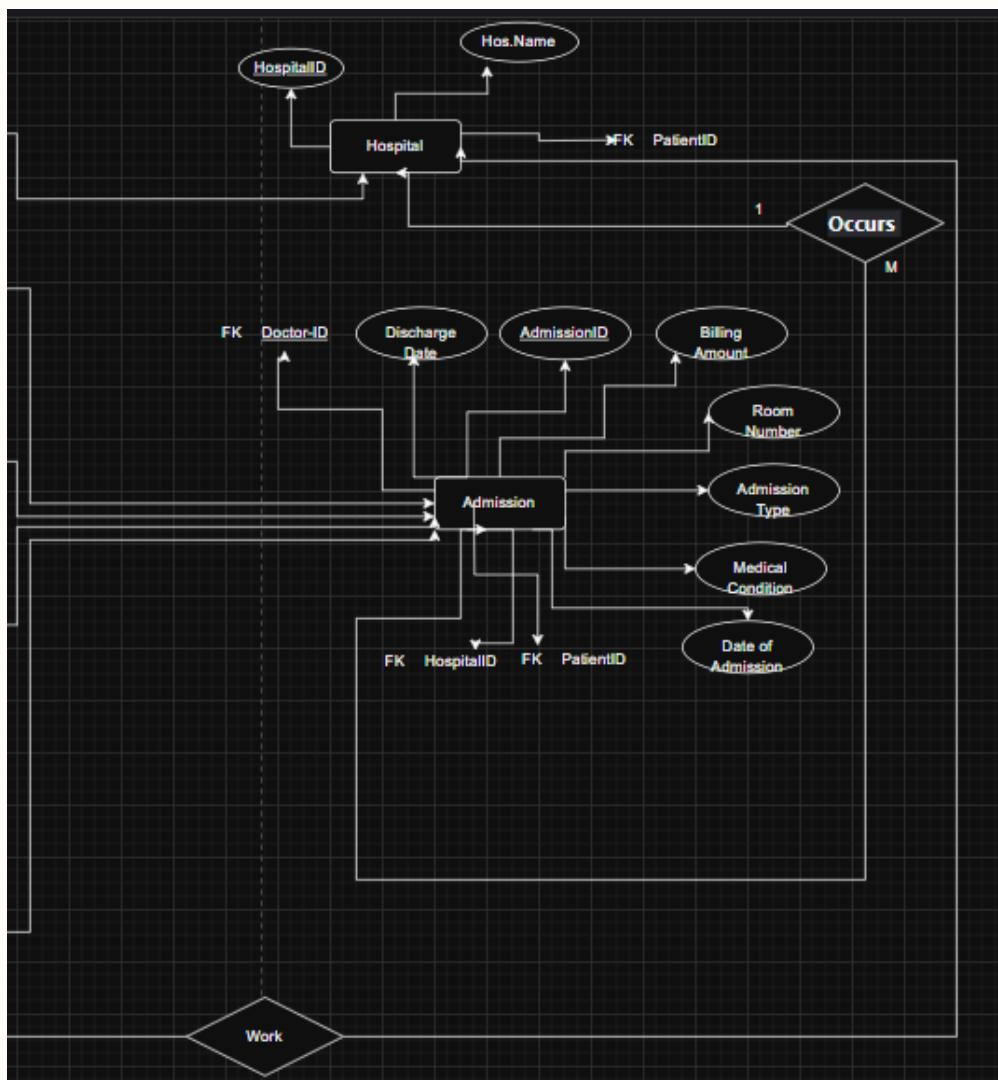 Hos.Name
HospitalID
Hospital
FK PatientID
1
Occurs
M
FK Doctor-ID
Discharge
Date
AdmissionID
Billing
Amount
Room
Number
Admission
Admission
Type
Medical
Condition
FK HospitalID
FK PatientID
Date of
Admission
Work